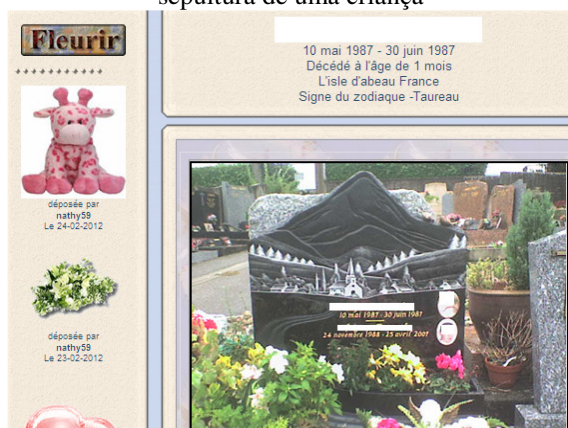 sepultura de uma criança
Fleurir
10 mai 1987 - 30 juin 1987
Décédé à l'âge de 1 mois
L'isle d'abeau France
Signe du zodiaque -Taureau
déposée par
nathy59
Le 24-02-2012
déposée par
nathy59
Le 23-02-2012
10 mai 1987 - 30 juin 1987
24 novembre 1988 - 25 avril 2007